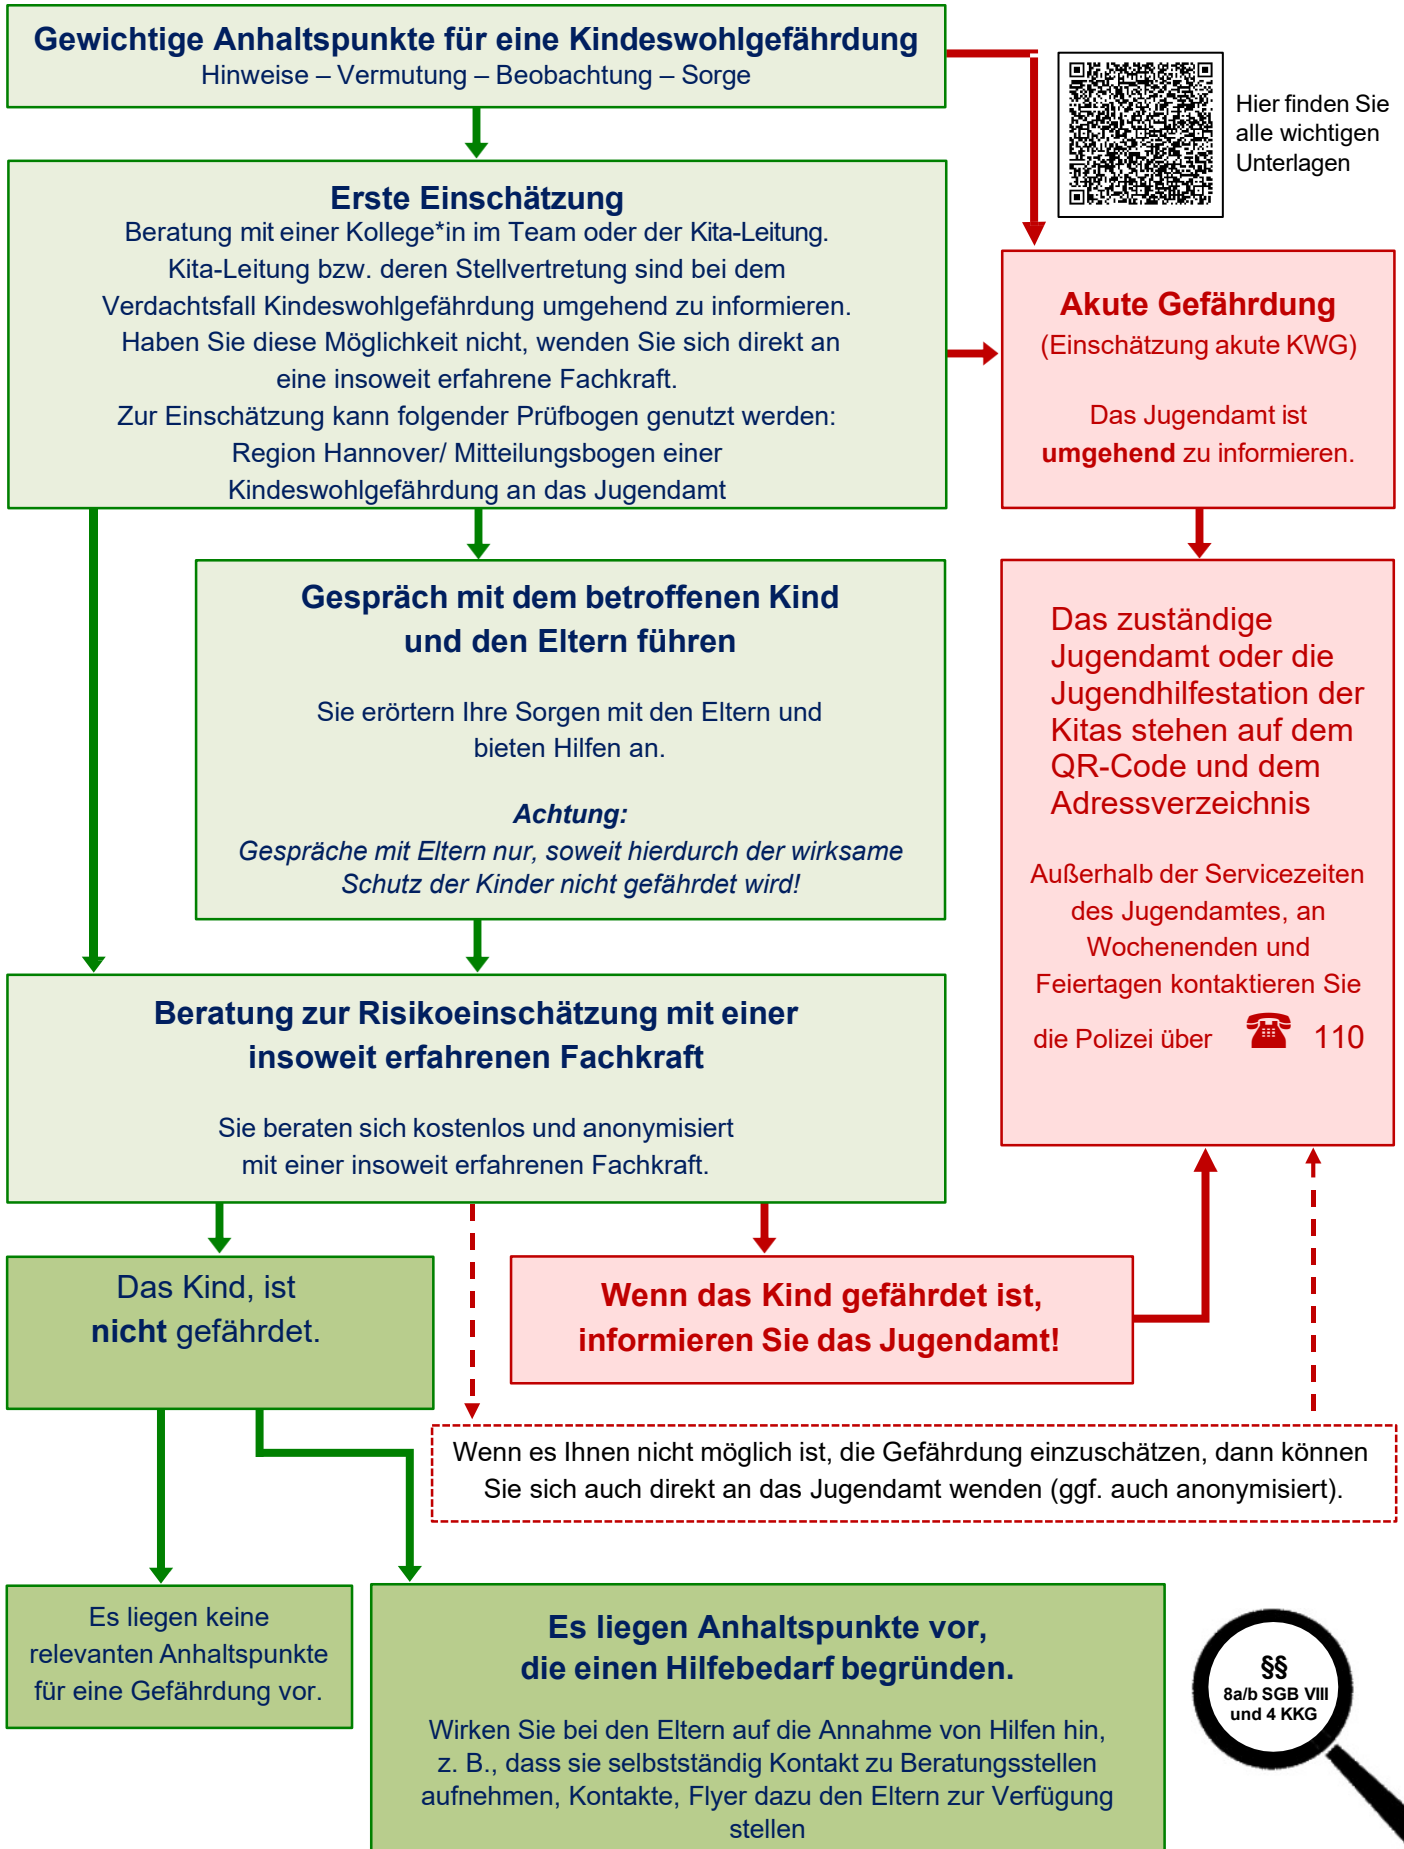 Gewichtige Anhaltspunkte für eine Kindeswohlgefährdung
Hinweise – Vermutung – Beobachtung – Sorge
Hier finden Sie
alle wichtigen
Unterlagen
Erste Einschätzung
Beratung mit einer Kollege*in im Team oder der Kita-Leitung.
Kita-Leitung bzw. deren Stellvertretung sind bei dem
Verdachtsfall Kindeswohlgefährdung umgehend zu informieren.
Haben Sie diese Möglichkeit nicht, wenden Sie sich direkt an
eine insoweit erfahrene Fachkraft.
Zur Einschätzung kann folgender Prüfbogen genutzt werden:
Region Hannover/ Mitteilungsbogen einer
Kindeswohlgefährdung an das Jugendamt
Akute Gefährdung
(Einschätzung akute KWG)
Das Jugendamt ist
umgehend zu informieren.
Gespräch mit dem betroffenen Kind
und den Eltern führen
Sie erörtern Ihre Sorgen mit den Eltern und
bieten Hilfen an.
Achtung:
Gespräche mit Eltern nur, soweit hierdurch der wirksame
Schutz der Kinder nicht gefährdet wird!
Das zuständige
Jugendamt oder die
Jugendhilfestation der
Kitas stehen auf dem
QR-Code und dem
Adressverzeichnis
Außerhalb der Servicezeiten
des Jugendamtes, an
Wochenenden und
Feiertagen kontaktieren Sie
die Polizei über ☎ 110
Beratung zur Risikoeinschätzung mit einer
insoweit erfahrenen Fachkraft
Sie beraten sich kostenlos und anonymisiert
mit einer insoweit erfahrenen Fachkraft.
Das Kind, ist
nicht gefährdet.
Wenn das Kind gefährdet ist,
informieren Sie das Jugendamt!
Wenn es Ihnen nicht möglich ist, die Gefährdung einzuschätzen, dann können
Sie sich auch direkt an das Jugendamt wenden (ggf. auch anonymisiert).
Es liegen keine
relevanten Anhaltspunkte
für eine Gefährdung vor.
Es liegen Anhaltspunkte vor,
die einen Hilfebedarf begründen.
Wirken Sie bei den Eltern auf die Annahme von Hilfen hin,
z. B., dass sie selbstständig Kontakt zu Beratungsstellen
aufnehmen, Kontakte, Flyer dazu den Eltern zur Verfügung
stellen
§§
8a/b SGB VIII
und 4 KKG